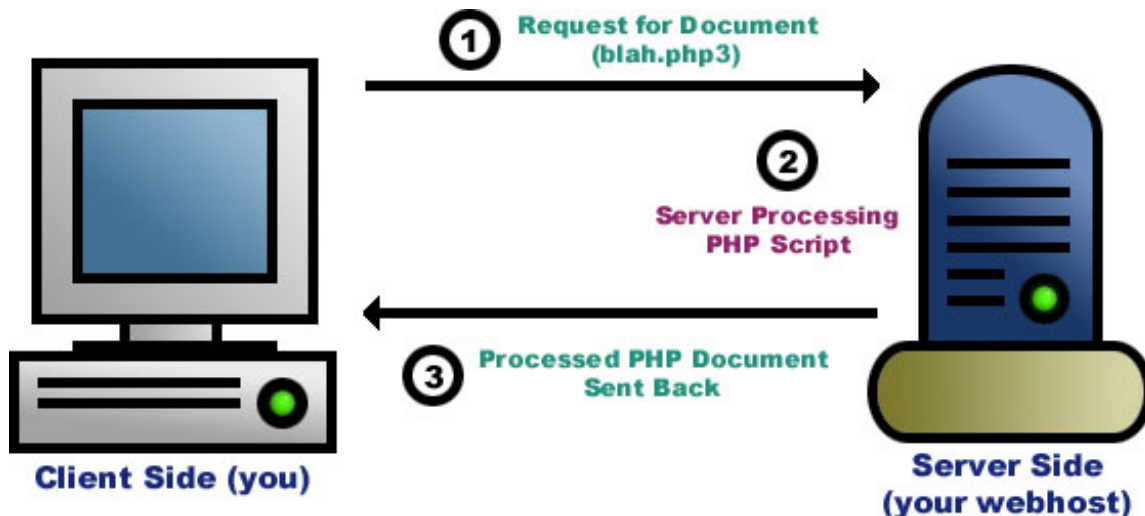 1
Request for Document
(blah.php3)
2
Server Processing
PHP Script
3
Processed PHP Document
Sent Back
Client Side (you)
Server Side
(your webhost)